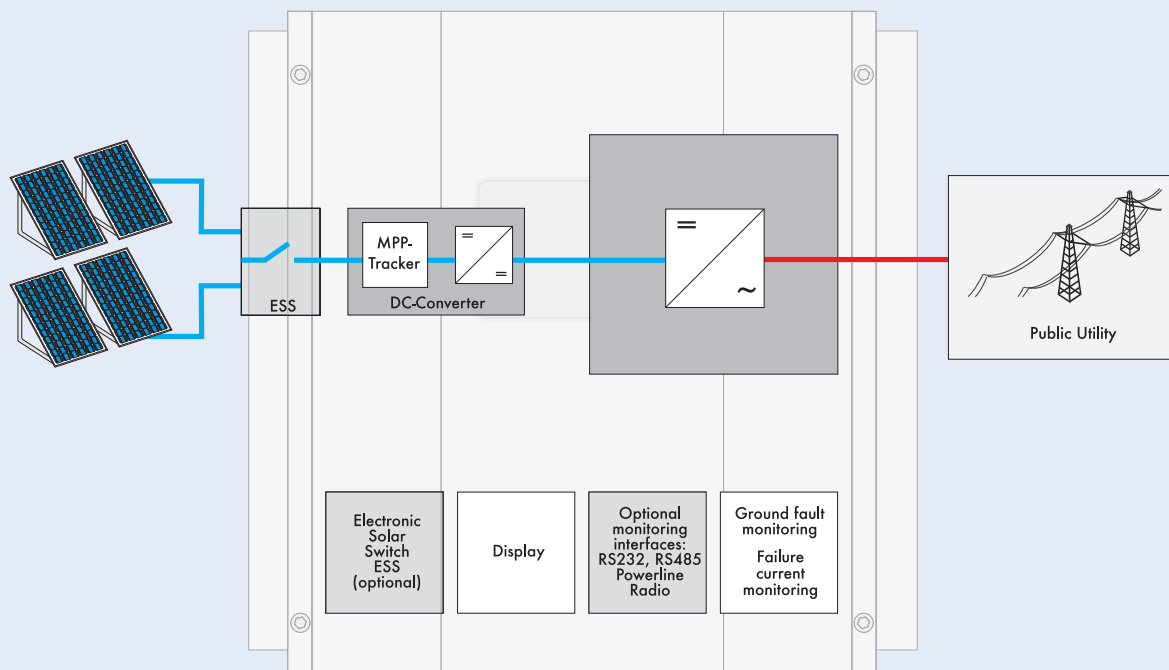 MPP-
Tracker
ESS
DC-Converter
Public Utility
Electronic
Solar
Switch
ESS
(optional)
Display
Optional
monitoring
interfaces:
RS232, RS485
Powerline
Radio
Ground fault
monitoring
Failure
current
monitoring